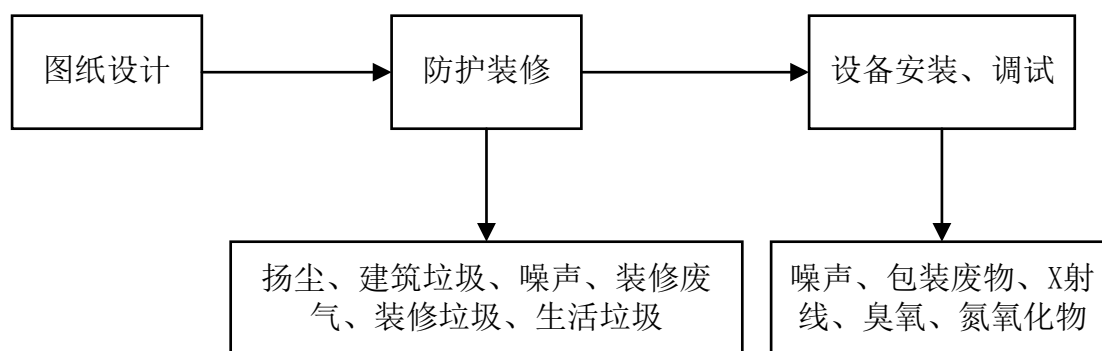 图纸设计
防护装修
设备安装、调试
扬尘、建筑垃圾、噪声、装修废
气、装修垃圾、生活垃圾
噪声、包装废物、X射
线、臭氧、氮氧化物